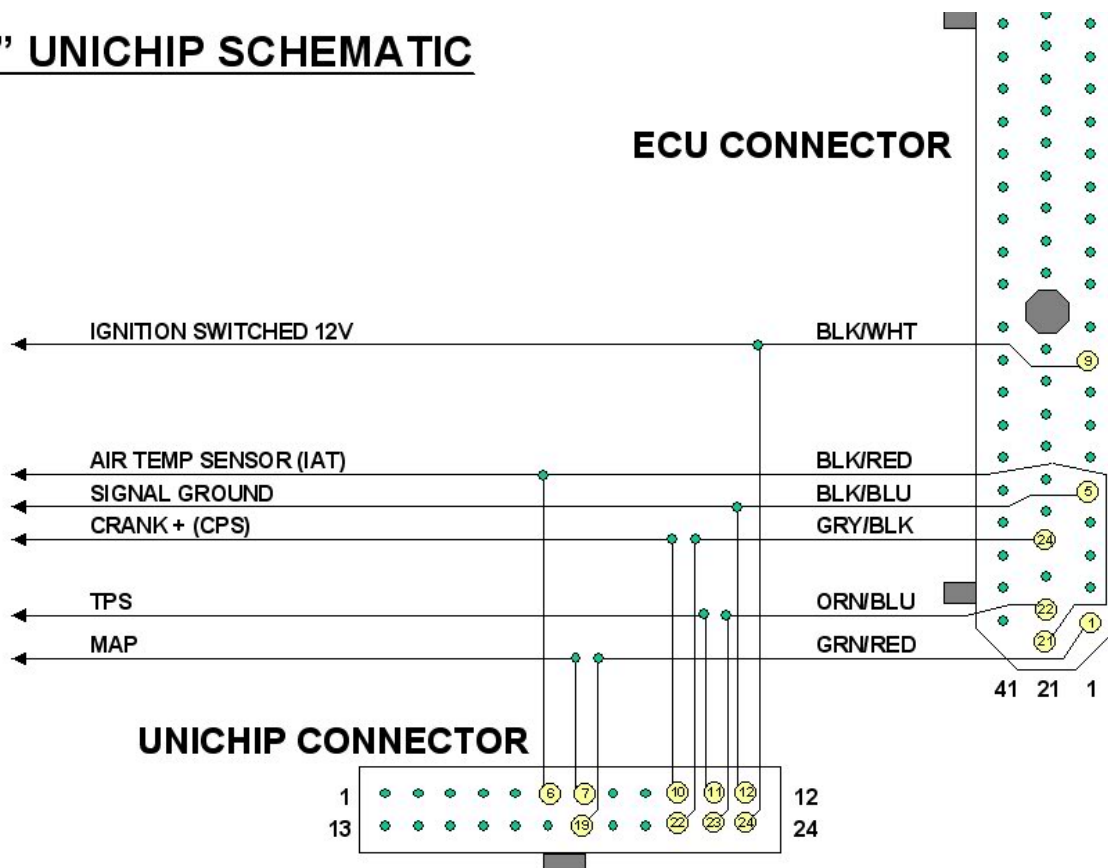 ” UNICHIP SCHEMATIC
ECU CONNECTOR
IGNITION SWITCHED 12V BLK/WHT
9
AIR TEMP SENSOR (IAT) BLK/RED
SIGNAL GROUND BLK/BLU
5
CRANK + (CPS) GRY/BLK
24
TPS ORN/BLU
22
1
MAP GRN/RED
21
41 21 1
UNICHIP CONNECTOR
1 6 7 10 11 12 12
13 19 22 23 24 24